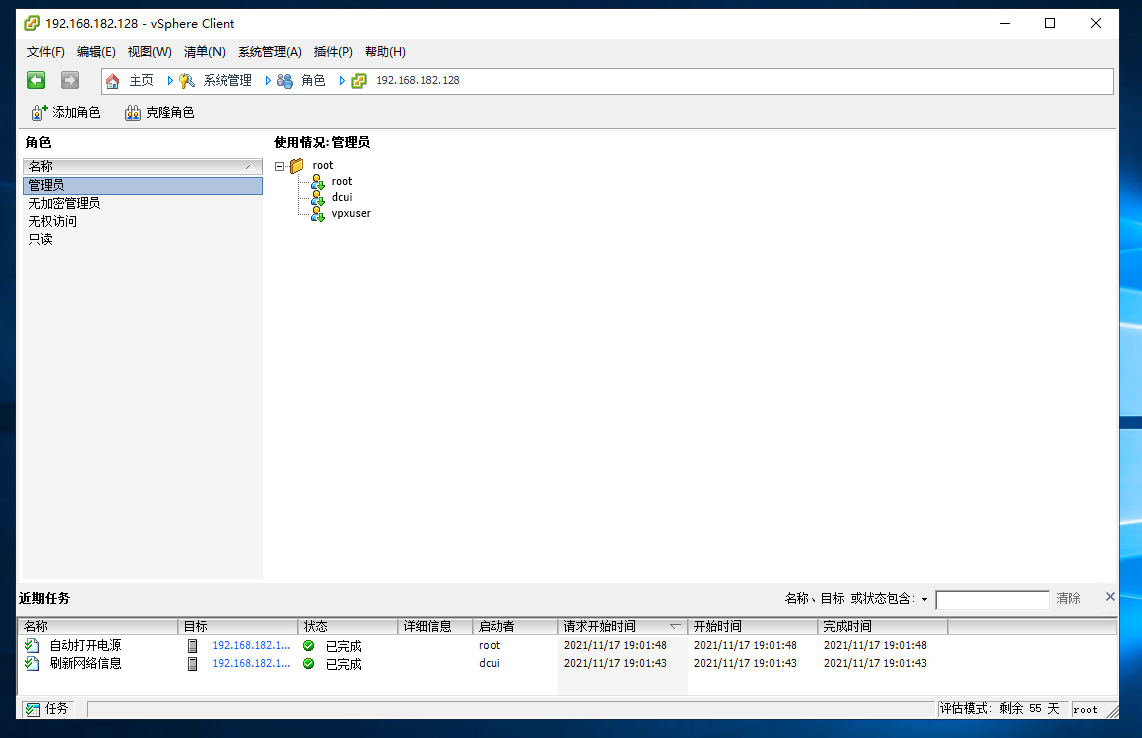 192.168.182.128 - vSphere Client
文件(F) 编辑(E) 视图(W) 清单(N) 系统管理(A) 插件(P) 帮助(H)
主页 系统管理 角色 192.168.182.128
添加角色 克隆角色
角色
名称
管理员
无加密管理员
无权访问
只读
使用情况: 管理员
root
root
dcui
vpxuser
近期任务 名称、目标 或状态包含: 清除
名称 目标 状态 详细信息 启动者 请求开始时间 开始时间 完成时间
自动打开电源 192.168.182.1... 已完成 root 2021/11/17 19:01:48 2021/11/17 19:01:48 2021/11/17 19:01:48
刷新网络信息 192.168.182.1... 已完成 dcui 2021/11/17 19:01:43 2021/11/17 19:01:43 2021/11/17 19:01:43
任务 评估模式: 剩余 55 天 root